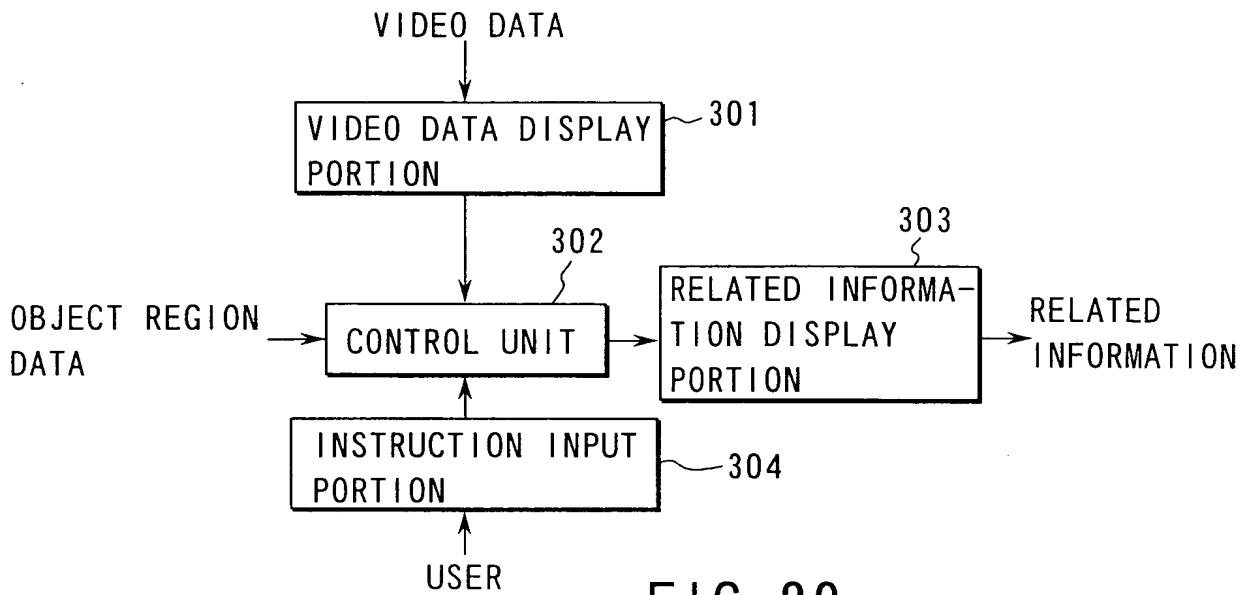 VIDEO DATA
VIDEO DATA DISPLAY
PORTION
301
302
303
OBJECT REGION
DATA
CONTROL UNIT
RELATED INFORMA-
TION DISPLAY
PORTION
RELATED
INFORMATION
INSTRUCTION INPUT
PORTION
304
USER